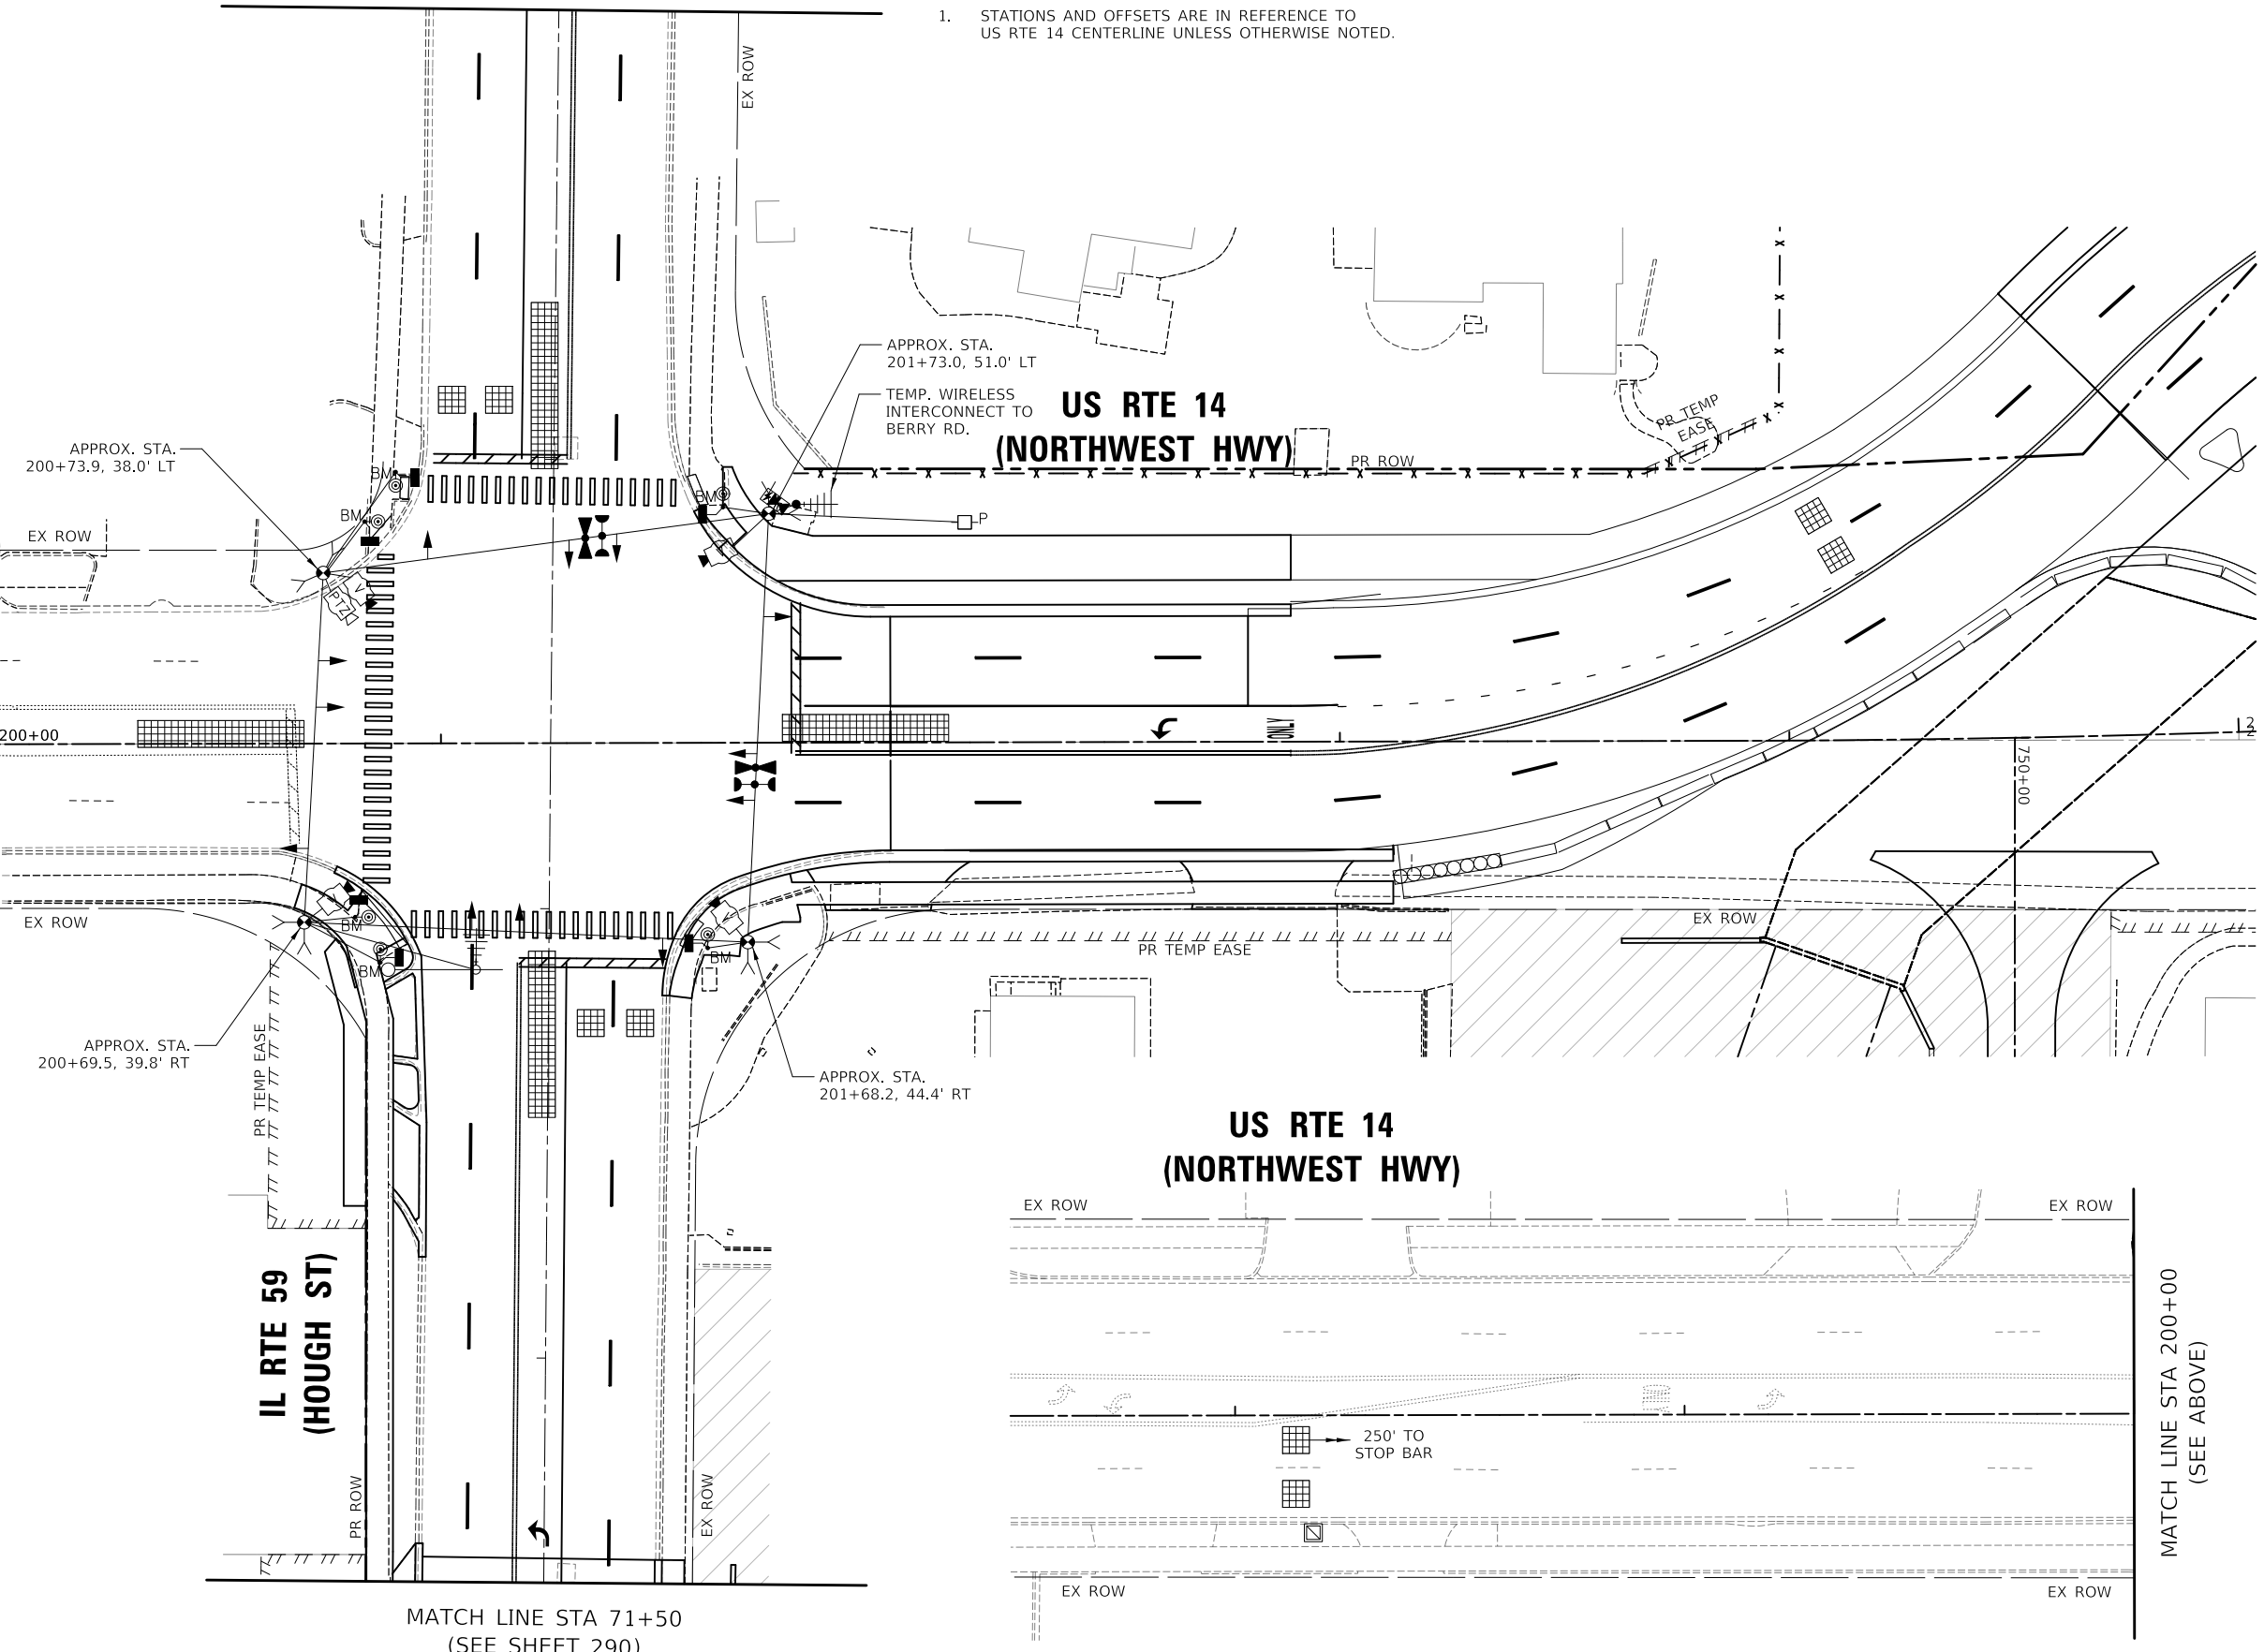 1. STATIONS AND OFFSETS ARE IN REFERENCE TO
US RTE 14 CENTERLINE UNLESS OTHERWISE NOTED.
EX ROW
APPROX. STA.
201+73.0, 51.0' LT
TEMP. WIRELESS
INTERCONNECT TO
BERRY RD.
US RTE 14
(NORTHWEST HWY)
PR TEMP
EASE
PR ROW
APPROX. STA.
200+73.9, 38.0' LT
BM
BM
BM
P
EX ROW
PTZ
V
200+00
ONLY
750+00
EX ROW
BM
BM
BM
EX ROW
PR TEMP EASE
APPROX. STA.
200+69.5, 39.8' RT
PR TEMP EASE
APPROX. STA.
201+68.2, 44.4' RT
US RTE 14
(NORTHWEST HWY)
EX ROW
EX ROW
IL RTE 59
(HOUGH ST)
MATCH LINE STA 200+00
(SEE ABOVE)
ONLY
250' TO
STOP BAR
PR ROW
EX ROW
EX ROW
EX ROW
MATCH LINE STA 71+50
(SEE SHEET 290)